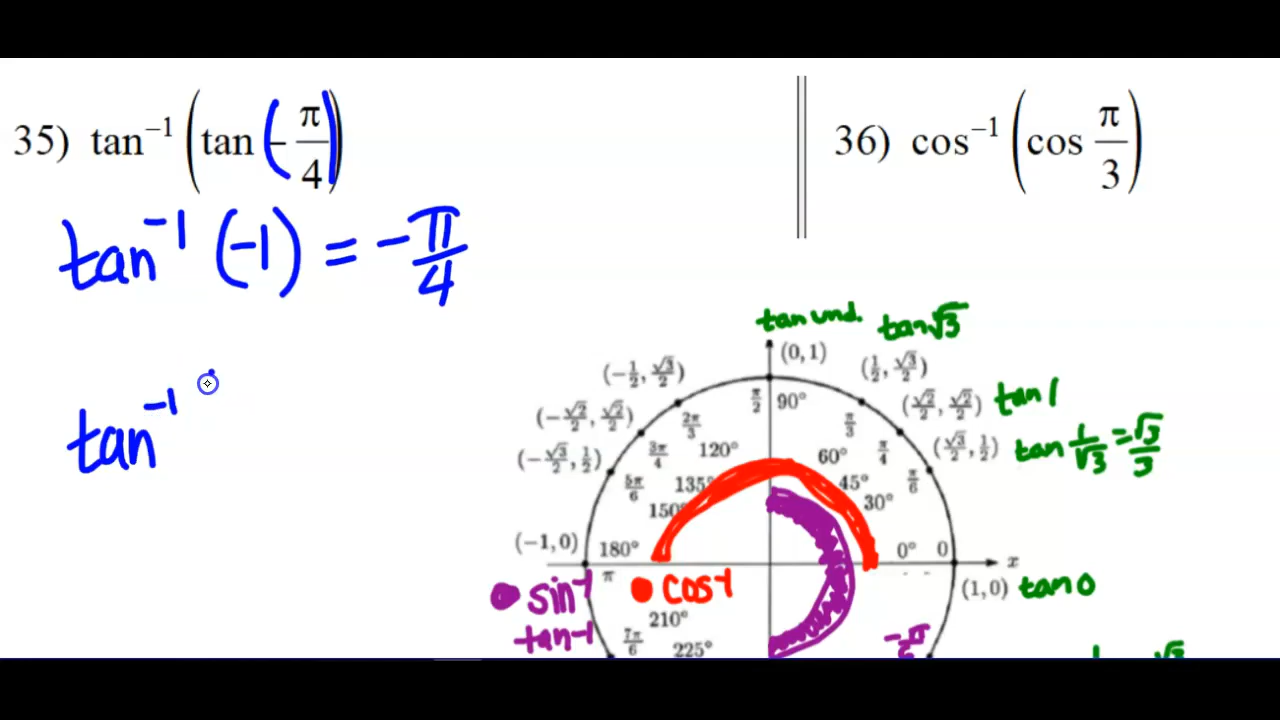 35) tan⁻¹ (tan (-π/4))
36) cos⁻¹ (cos π/3)
tan⁻¹ (-1) = -π/4
tan⁻¹
tan und. tan √3
(0, 1)
(-1/2, √3/2) (1/2, √3/2)
(-√2/2, √2/2) (√2/2, √2/2) tan 1
(-√3/2, 1/2) (√3/2, 1/2) tan 1/√3 = √3/3
π/2 90°
2π/3 120° 60° π/3
3π/4 135° 45° π/4
5π/6 150° 30° π/6
(-1, 0) 180° π 0° 0 x
(1, 0) tan 0
sin⁻¹ cos⁻¹
tan⁻¹
7π/6 210°
225°
-π/6